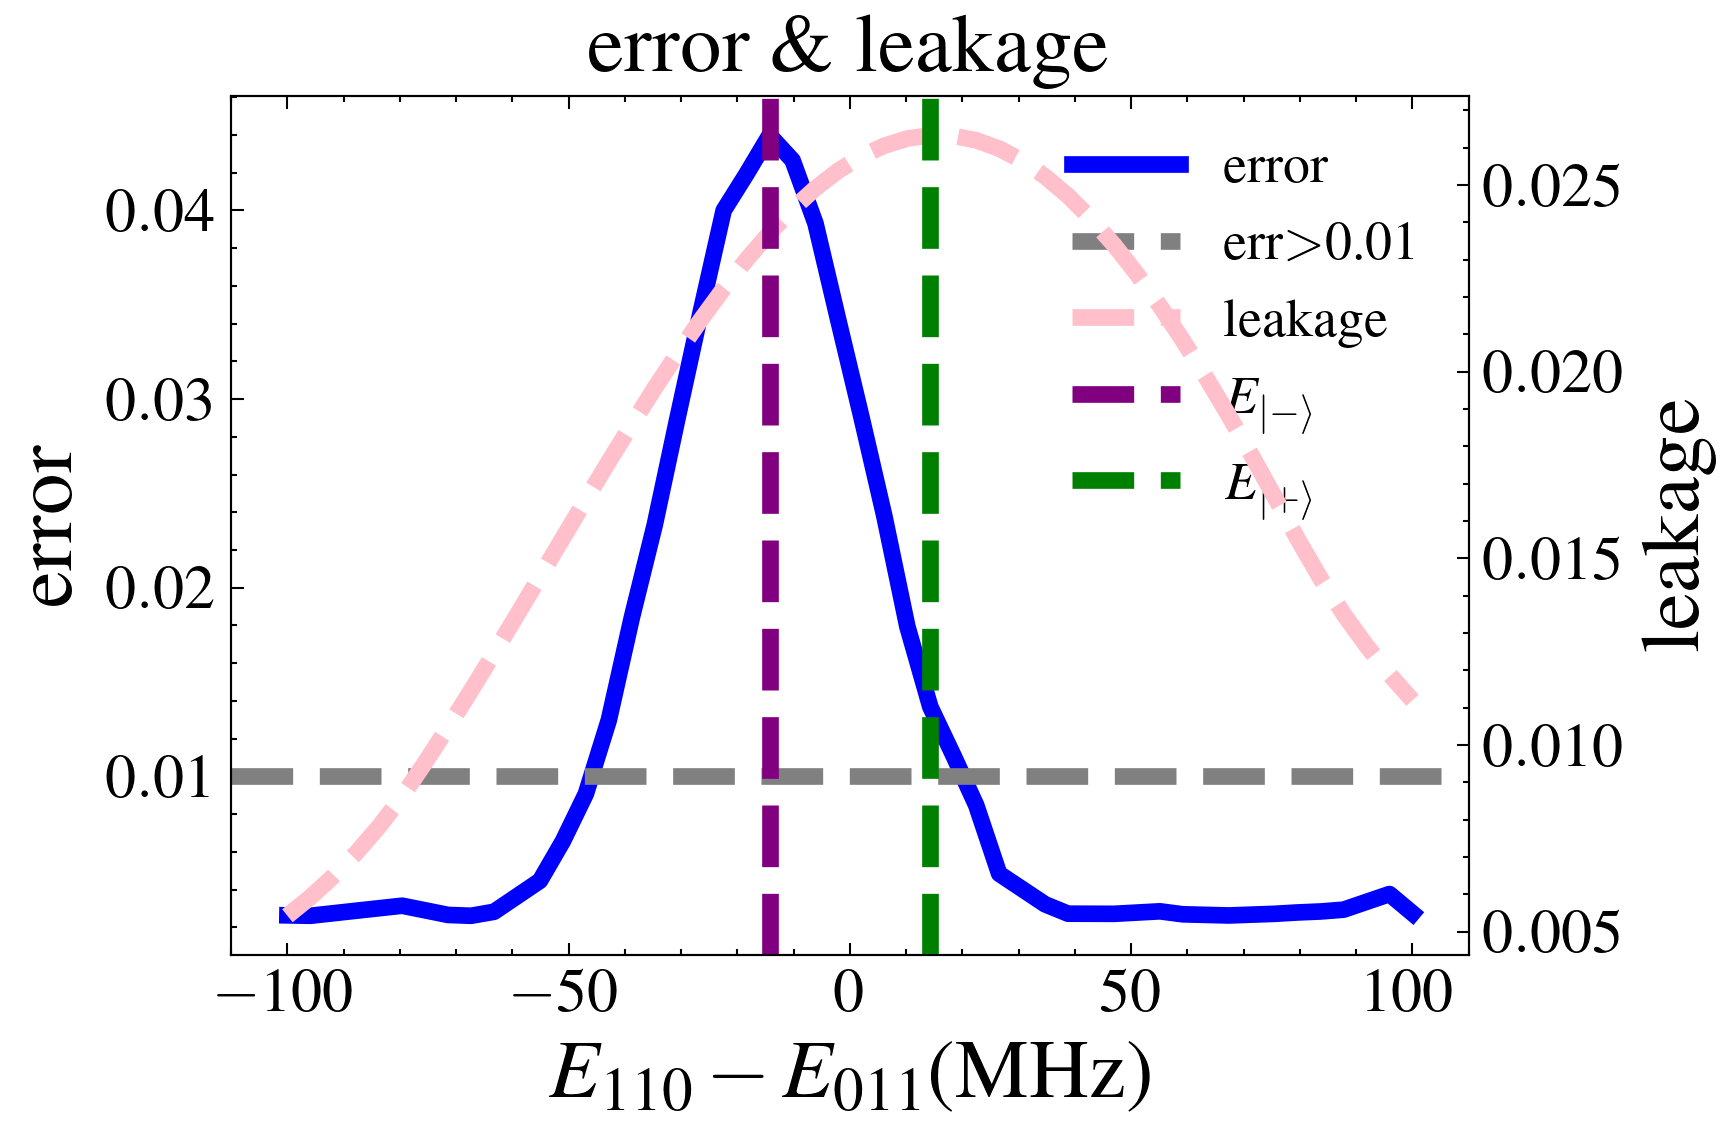 error & leakage
error
0.04
0.03
0.02
0.01
error
err>0.01
leakage
E|−⟩
E|+⟩
0.025
0.020
0.015
0.010
0.005
leakage
−100 −50 0 50 100
E110 − E011(MHz)